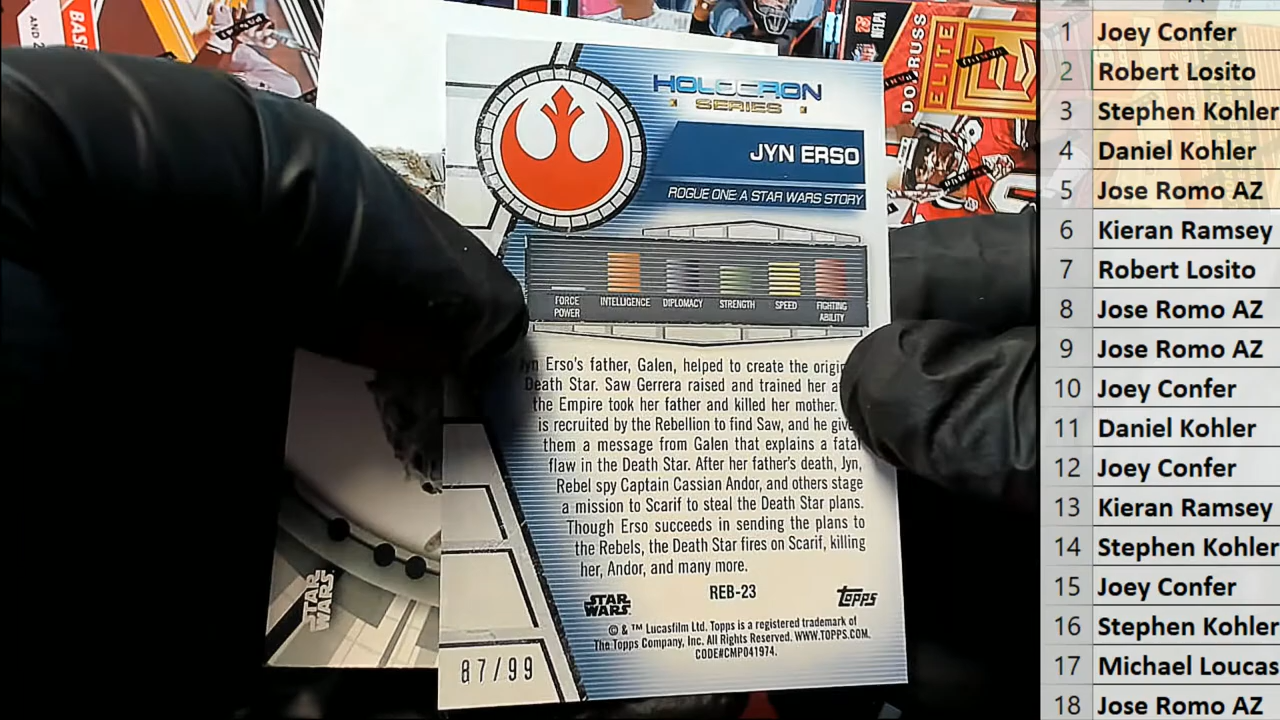 HOLOCRON
SERIES
JYN ERSO
ROGUE ONE: A STAR WARS STORY
FORCE POWER
INTELLIGENCE
DIPLOMACY
STRENGTH
SPEED
FIGHTING ABILITY
Erso's father, Galen, helped to create the
Death Star. Saw Gerrera raised and trained her
the Empire took her father and killed her mother.
is recruited by the Rebellion to find Saw, and he
them a message from Galen that explains a fatal
flaw in the Death Star. After her father's death, Jyn,
Rebel spy Captain Cassian Andor, and others stage
a mission to Scarif to steal the Death Star plans.
Though Erso succeeds in sending the plans to
the Rebels, the Death Star fires on Scarif, killing
her, Andor, and many more.
STAR WARS
REB-23
TOPPS
© & ™ Lucasfilm Ltd. Topps is a registered trademark of
The Topps Company, Inc. All Rights Reserved. WWW.TOPPS.COM.
CODE#CMP041974.
87/99
STAR WARS
DONRUSS
ELITE
NFLPA
AND 2
BAS
1 Joey Confer
2 Robert Losito
3 Stephen Kohler
4 Daniel Kohler
5 Jose Romo AZ
6 Kieran Ramsey
7 Robert Losito
8 Jose Romo AZ
9 Jose Romo AZ
10 Joey Confer
11 Daniel Kohler
12 Joey Confer
13 Kieran Ramsey
14 Stephen Kohler
15 Joey Confer
16 Stephen Kohler
17 Michael Loucas
18 Jose Romo AZ